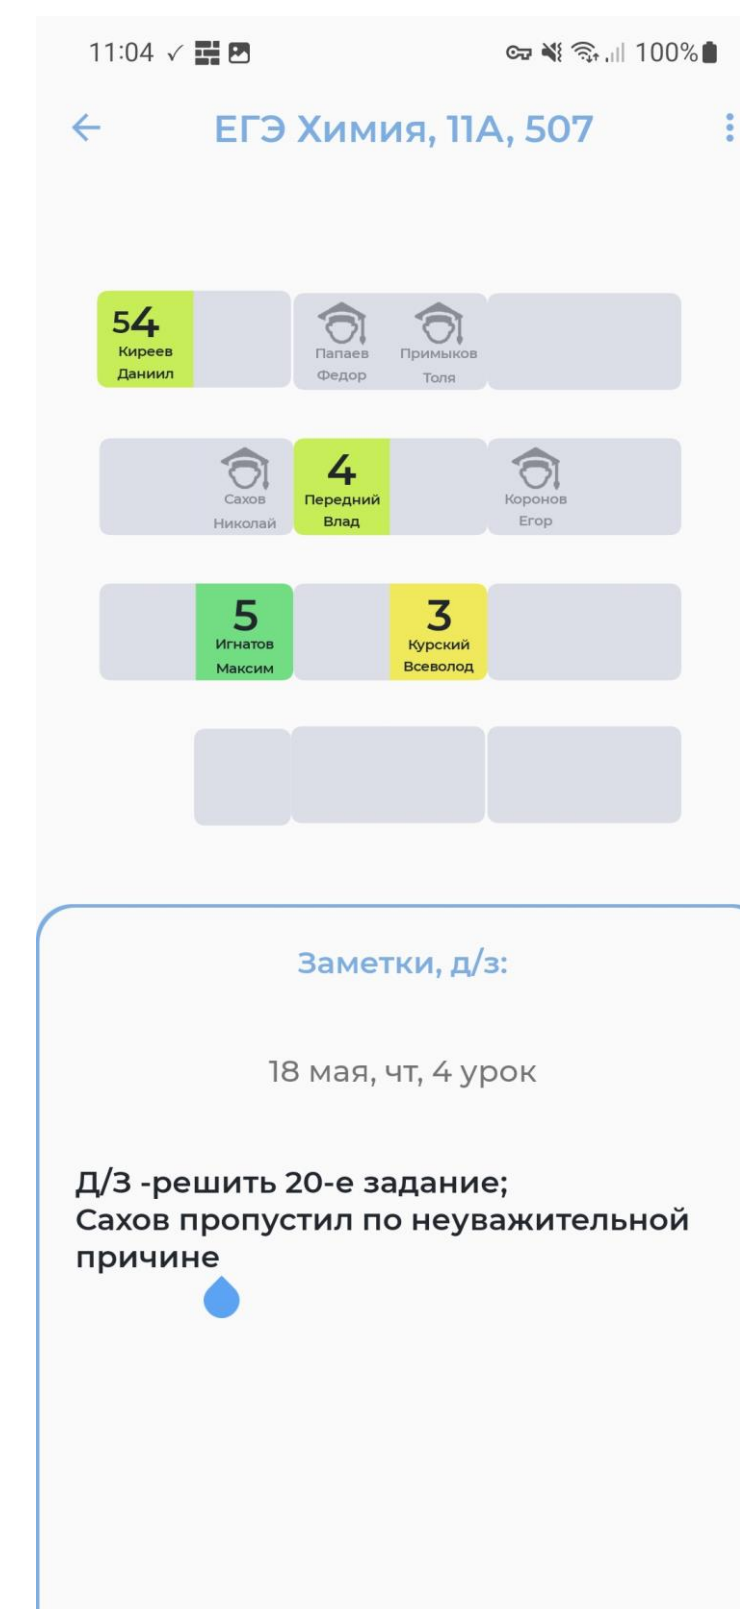 11:04 100%
ЕГЭ Химия, 11А, 507
54
Киреев
Даниил
Папаев
Федор
Примыков
Толя
Сахов
Николай
4
Передний
Влад
Коронов
Егор
5
Игнатов
Максим
3
Курский
Всеволод
Заметки, д/з:
18 мая, чт, 4 урок
Д/З -решить 20-е задание;
Сахов пропустил по неуважительной
причине